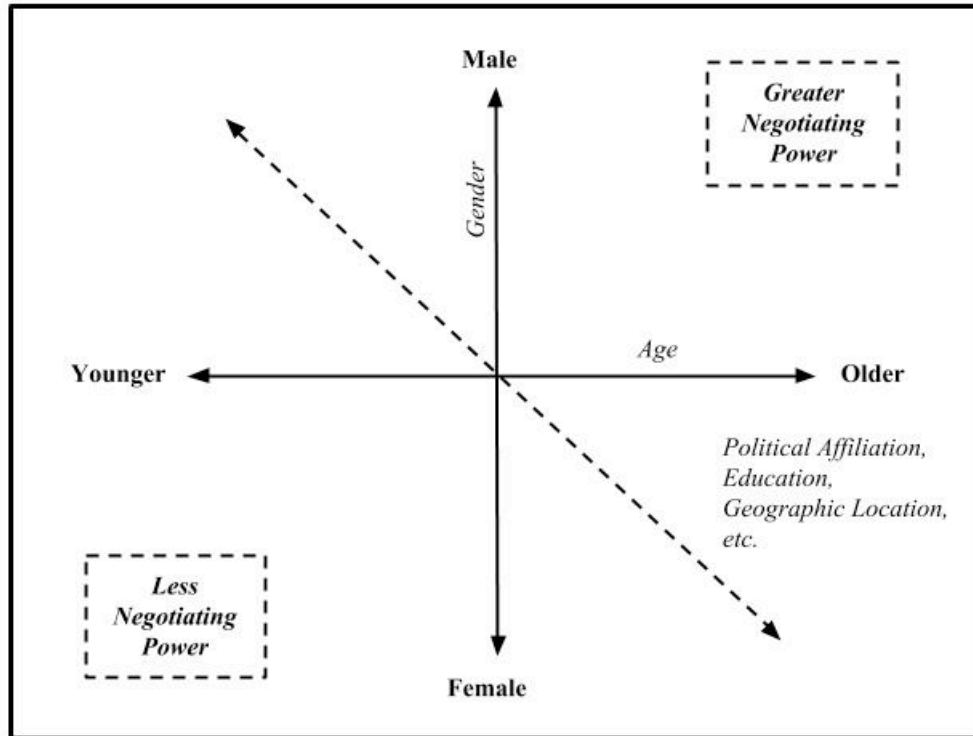 Male
Greater
Negotiating
Power
Gender
Age
Younger
Older
Political Affiliation,
Education,
Geographic Location,
etc.
Less
Negotiating
Power
Female